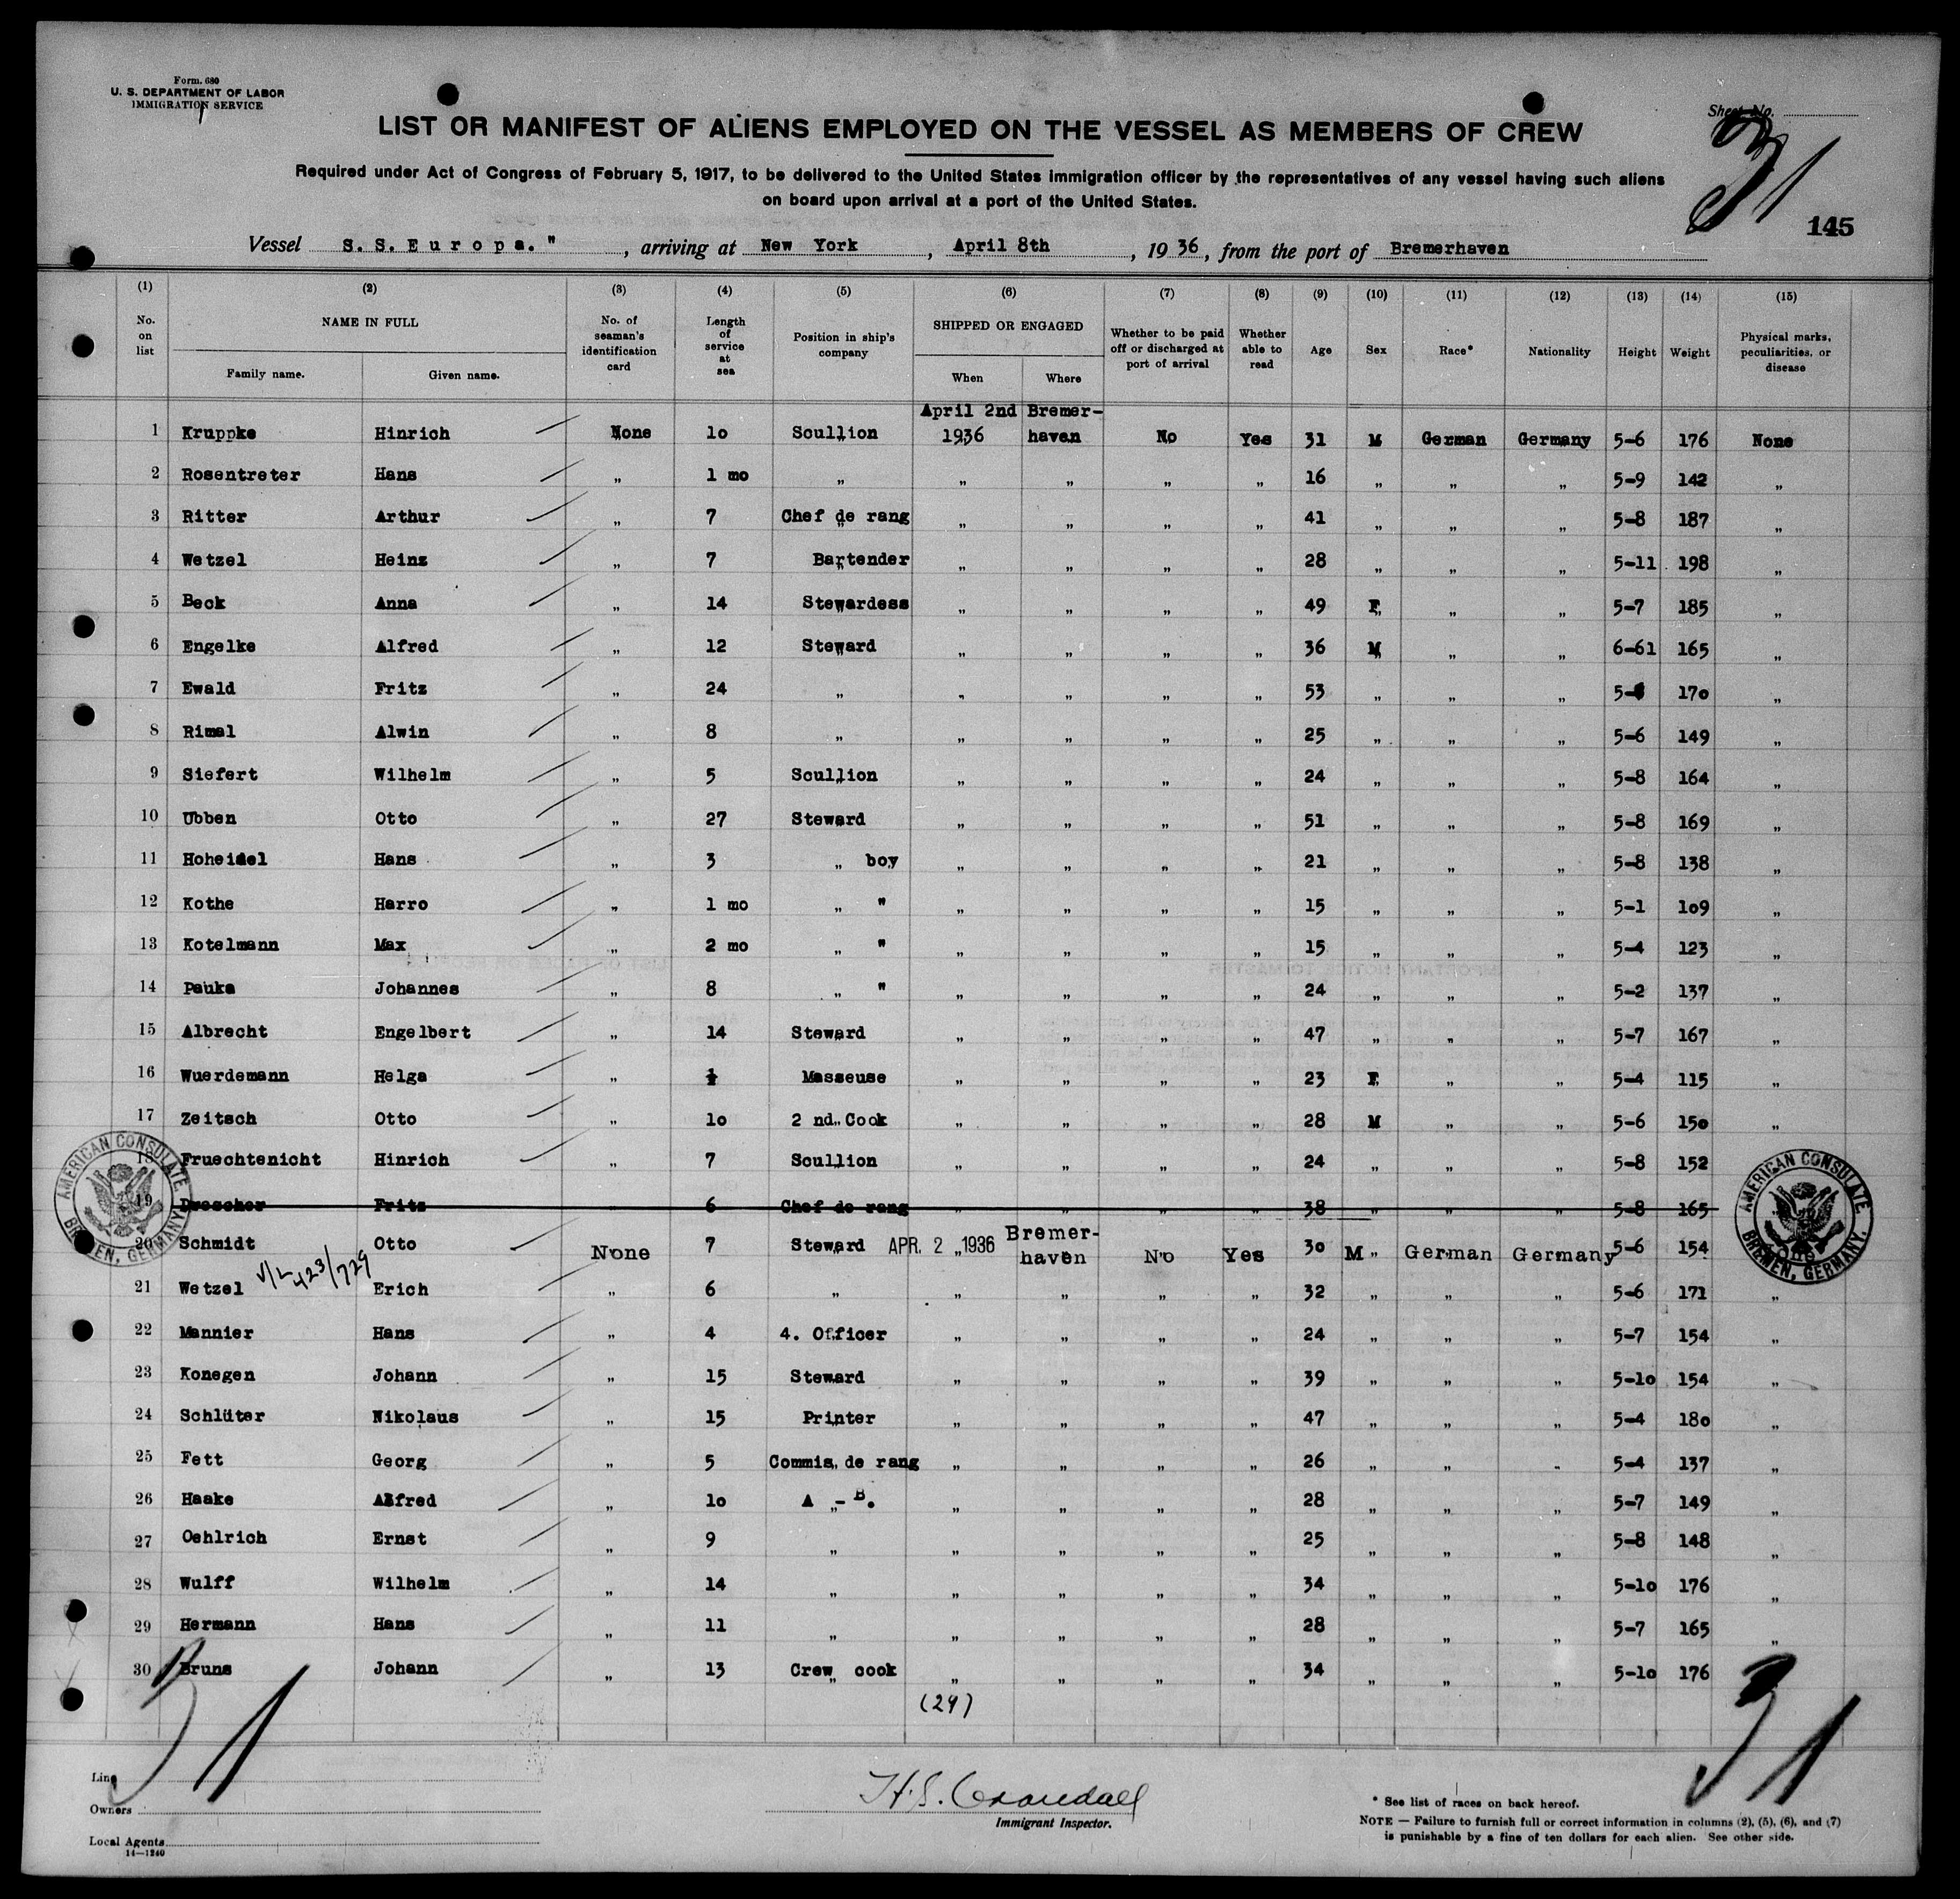 Form. 680
U. S. DEPARTMENT OF LABOR
IMMIGRATION SERVICE
Sheet No.
31
LIST OR MANIFEST OF ALIENS EMPLOYED ON THE VESSEL AS MEMBERS OF CREW
Required under Act of Congress of February 5, 1917, to be delivered to the United States immigration officer by the representatives of any vessel having such aliens
on board upon arrival at a port of the United States.
145
Vessel S. S. Europa." , arriving at New York , April 8th , 1936, from the port of Bremerhaven
(1) (2) (3) (4) (5) (6) (7) (8) (9) (10) (11) (12) (13) (14) (15)
No. on list NAME IN FULL Family name. Given name. No. of seaman's identification card Length of service at sea Position in ship's company SHIPPED OR ENGAGED When Where Whether to be paid off or discharged at port of arrival Whether able to read Age Sex Race* Nationality Height Weight Physical marks, peculiarities, or disease
April 2nd Bremer-
1 Kruppke Hinrich None 10 Scullion 1936 haven No Yes 31 M German Germany 5-6 176 None
2 Rosentreter Hans " 1 mo " " " " " 16 " " " 5-9 142 "
3 Ritter Arthur " 7 Chef de rang " " " " 41 " " " 5-8 187 "
4 Wetzel Heinz " 7 Bartender " " " " 28 " " " 5-11 198 "
5 Beck Anna " 14 Stewardess " " " " 49 F " " 5-7 185 "
6 Engelke Alfred " 12 Steward " " " " 36 M " " 6-61 165 "
7 Ewald Fritz " 24 " " " " " 53 " " " 5- 170 "
8 Rimel Alwin " 8 " " " " " 25 " " " 5-6 149 "
9 Siefert Wilhelm " 5 Scullion " " " " 24 " " " 5-8 164 "
10 Ubben Otto " 27 Steward " " " " 51 " " " 5-8 169 "
11 Hoheidel Hans " 3 " boy " " " " 21 " " " 5-8 138 "
12 Kothe Harro " 1 mo " " " " " " 15 " " " 5-1 109 "
13 Kotelmann Max " 2 mo " " " " " " 15 " " " 5-4 123 "
14 Pauka Johannes " 8 " " " " " " 24 " " " 5-2 137 "
15 Albrecht Engelbert " 14 Steward " " " " 47 " " " 5-7 167 "
16 Wuerdemann Helga " Masseuse " " " " 23 F " " 5-4 115 "
17 Zeitsch Otto " 10 2 nd. Cook " " " " 28 M " " 5-6 150 "
18 Fruechtenicht Hinrich " 7 Scullion " " " " 24 " " " 5-8 152
19 Drescher Fritz 6 Chef de rang " " " " 38 " " " 5-8 165
20 Schmidt Otto None 7 Steward APR. 2 1936 Bremer-haven No Yes 30 M German Germany 5-6 154
V/L 423/729
21 Wetzel Erich " 6 " " " " " 32 " " " 5-6 171 "
22 Mannier Hans " 4 4. Officer " " " " 24 " " " 5-7 154 "
23 Konegen Johann " 15 Steward " " " " 39 " " " 5-10 154 "
24 Schlüter Nikolaus " 15 Printer " " " " 47 " " " 5-4 180 "
25 Fett Georg " 5 Commis de rang " " " " 26 " " " 5-4 137 "
26 Haake Alfred " 10 A - B. " " " " 28 " " " 5-7 149 "
27 Oehlrich Ernst " 9 " " " " " 25 " " " 5-8 148 "
28 Wulff Wilhelm " 14 " " " " " 34 " " " 5-10 176 "
29 Hermann Hans " 11 " " " " " 28 " " " 5-7 165 "
30 Bruns Johann " 13 Crew cook " " " " 34 " " " 5-10 176
(29)
AMERICAN CONSULATE
BREMEN, GERMANY.
AMERICAN CONSULATE
BREMEN, GERMANY.
31
31
Line
Owners
Local Agents
14—1240
H. S. Crandall
Immigrant Inspector.
* See list of races on back hereof.
NOTE — Failure to furnish full or correct information in columns (2), (5), (6), and (7)
is punishable by a fine of ten dollars for each alien. See other side.